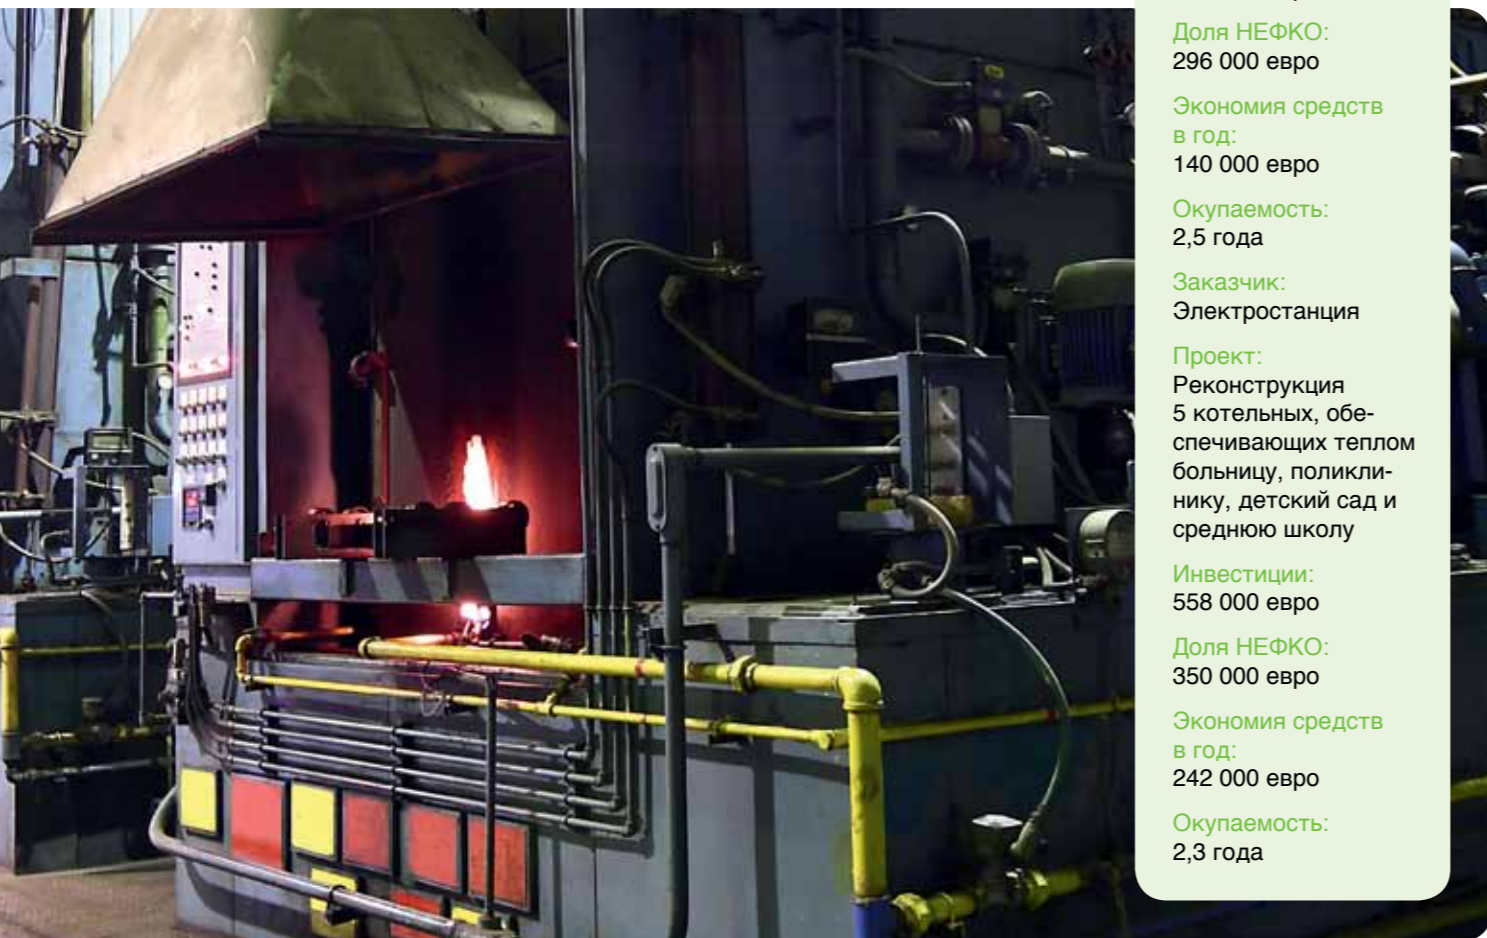 Доля НЕФКО:
296 000 евро
Экономия средств
в год:
140 000 евро
Окупаемость:
2,5 года
Заказчик:
Электростанция
Проект:
Реконструкция
5 котельных, обе-
спечивающих теплом
больницу, поликли-
нику, детский сад и
среднюю школу
Инвестиции:
558 000 евро
Доля НЕФКО:
350 000 евро
Экономия средств
в год:
242 000 евро
Окупаемость:
2,3 года